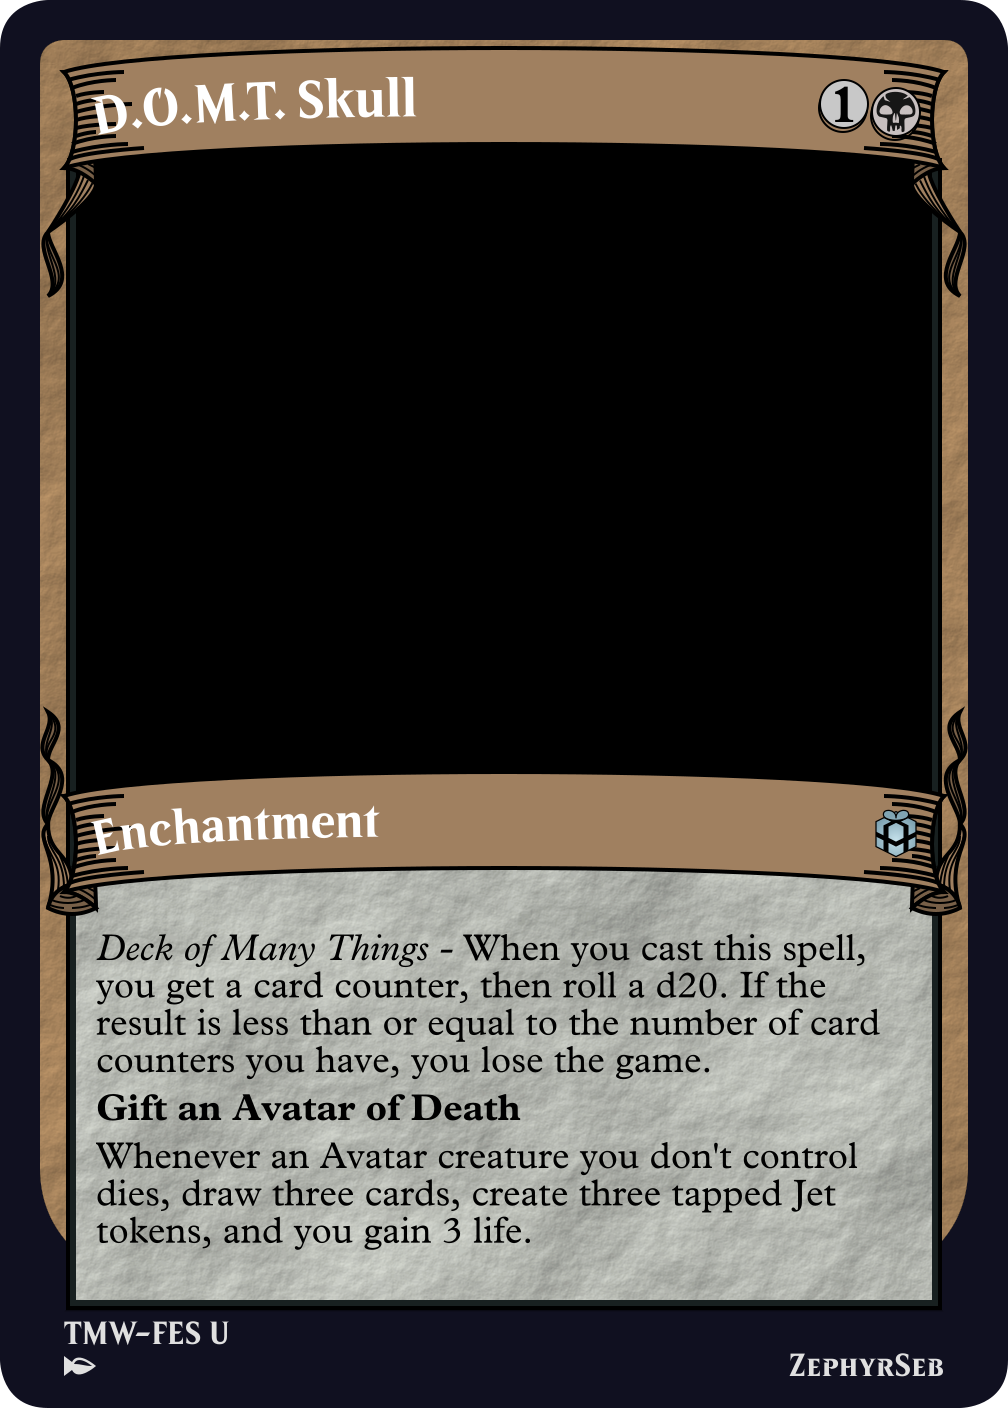 D.O.M.T. Skull
1
Enchantment
Deck of Many Things - When you cast this spell,
you get a card counter, then roll a d20. If the
result is less than or equal to the number of card
counters you have, you lose the game.
Gift an Avatar of Death
Whenever an Avatar creature you don't control
dies, draw three cards, create three tapped Jet
tokens, and you gain 3 life.
TMW-FES U
ZephyrSeb